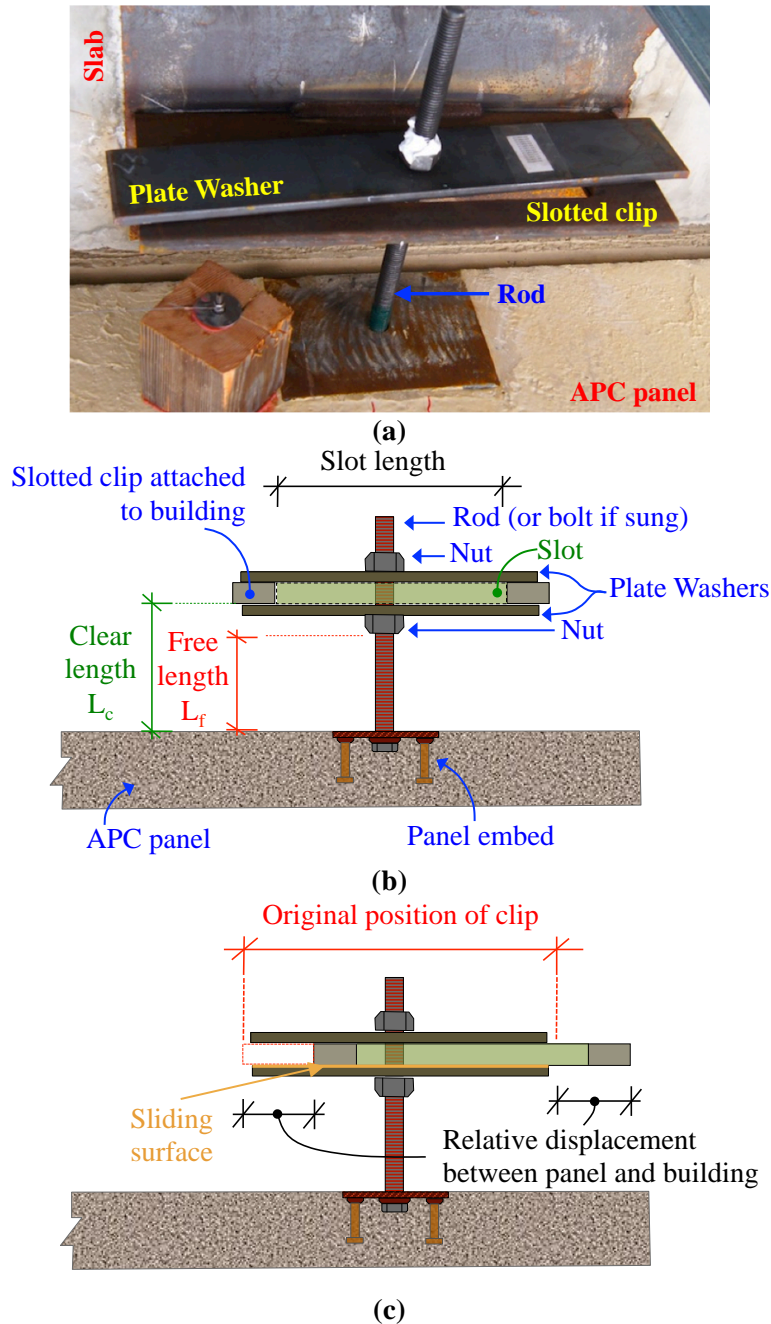 Slab
Plate Washer
Slotted clip
Rod
APC panel
(a)
Slot length
Slotted clip attached
to building
Rod (or bolt if sung)
Nut
Slot
Plate Washers
Nut
Clear
length
L꜀
Free
length
L_f
APC panel
Panel embed
(b)
Original position of clip
Sliding
surface
Relative displacement
between panel and building
(c)